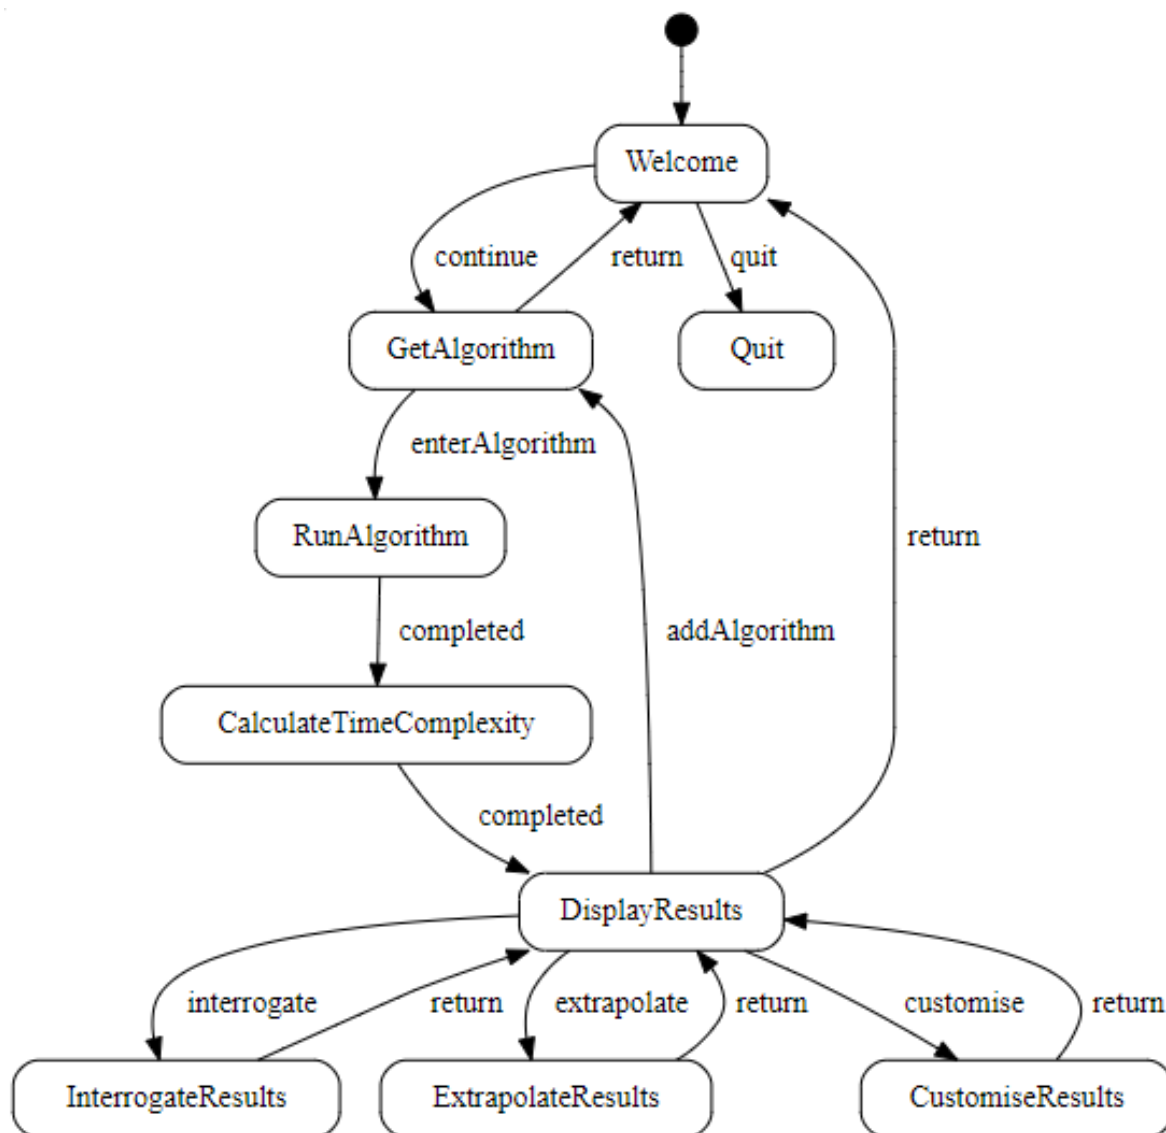 Welcome
continue
return
quit
GetAlgorithm
Quit
enterAlgorithm
RunAlgorithm
return
completed
addAlgorithm
CalculateTimeComplexity
completed
DisplayResults
interrogate
return
extrapolate
return
customise
return
InterrogateResults
ExtrapolateResults
CustomiseResults